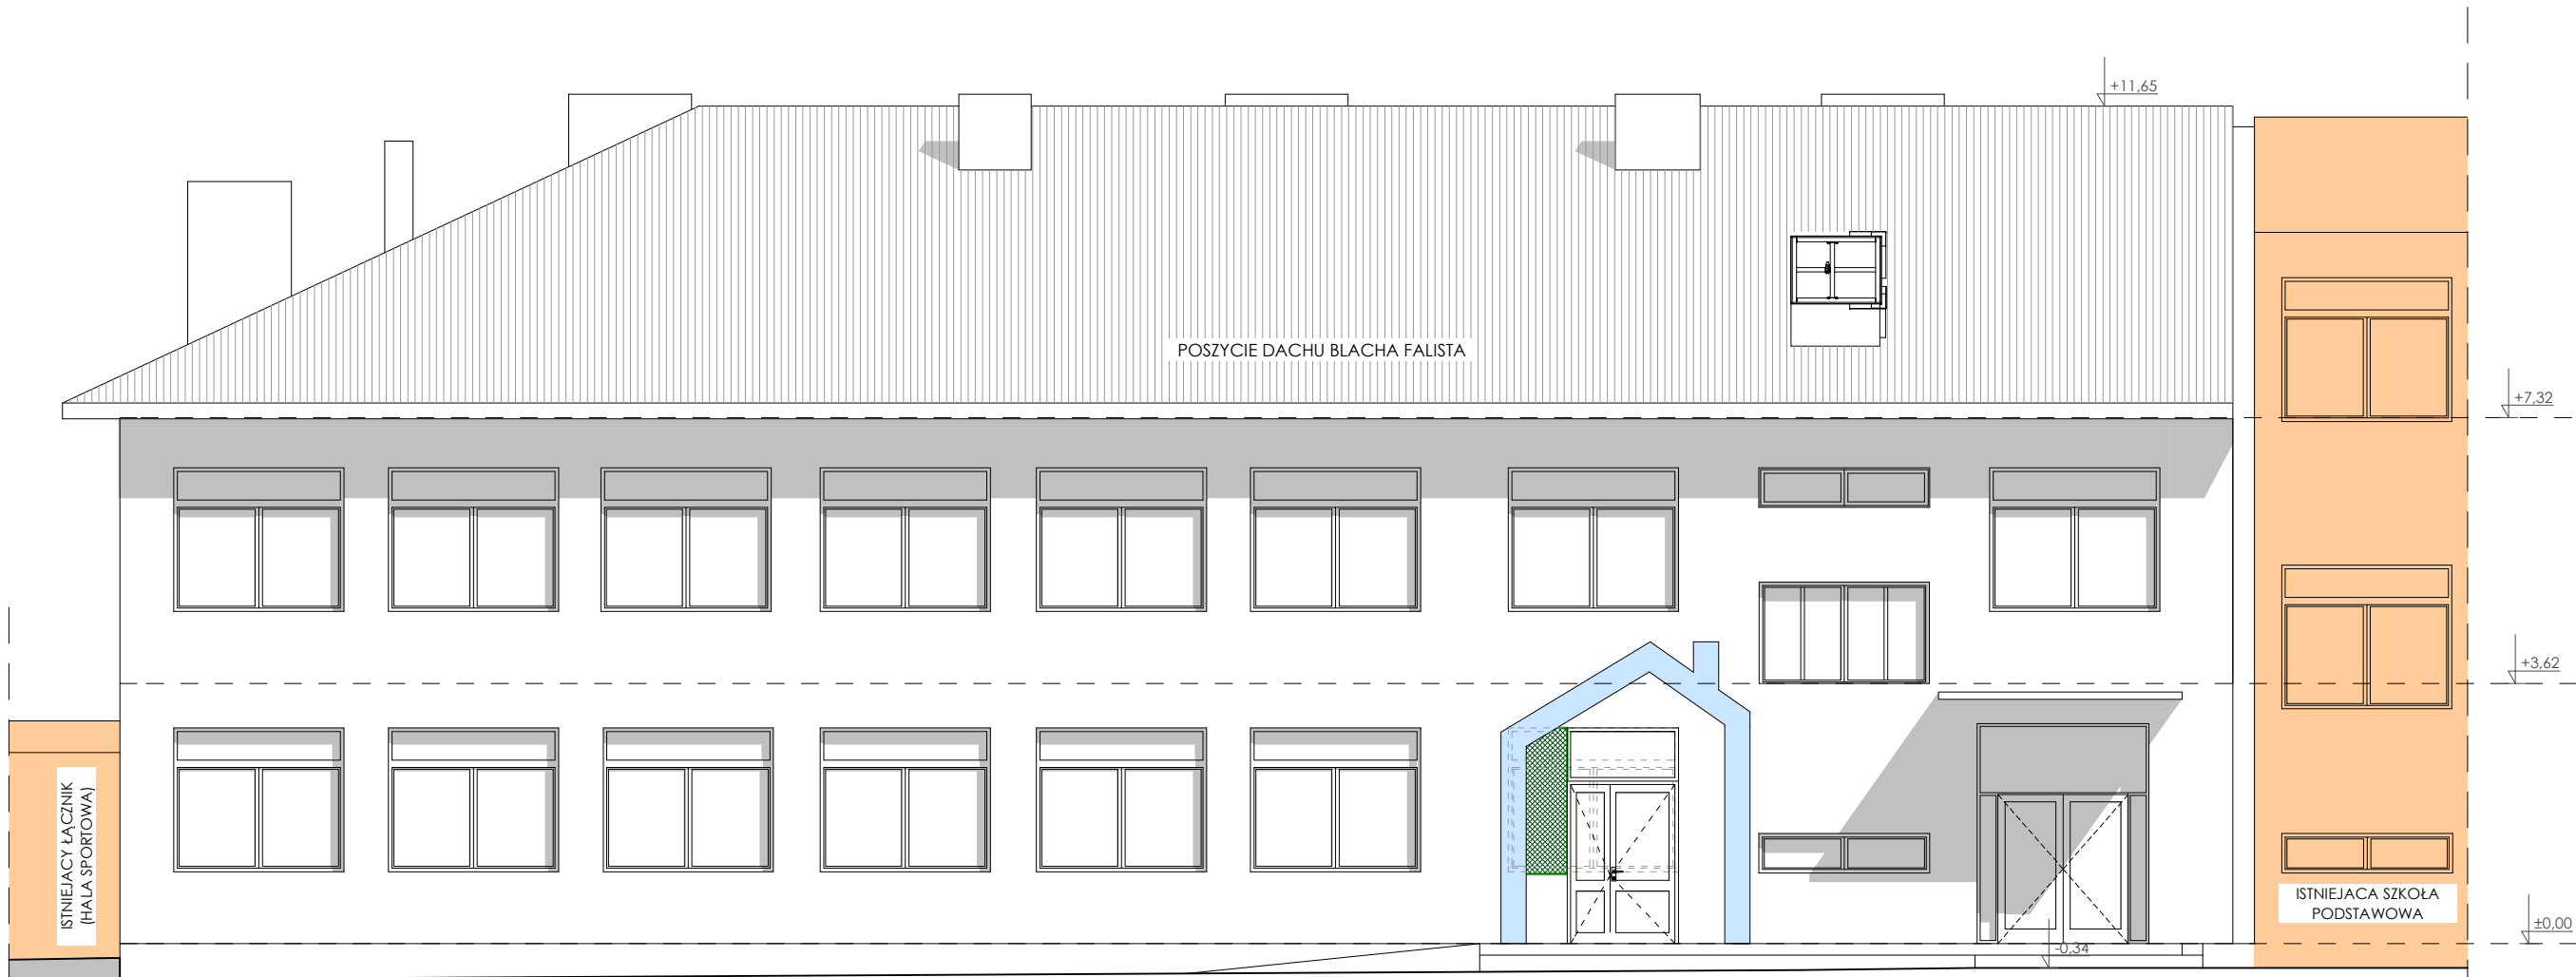 +11,65
POSZYCIE DACHU BLACHA FALISTA
+7,32
+3,62
ISTNIEJACY ŁĄCZNIK
(HALA SPORTOWA)
ISTNIEJACA SZKOŁA
PODSTAWOWA
±0,00
-0,34